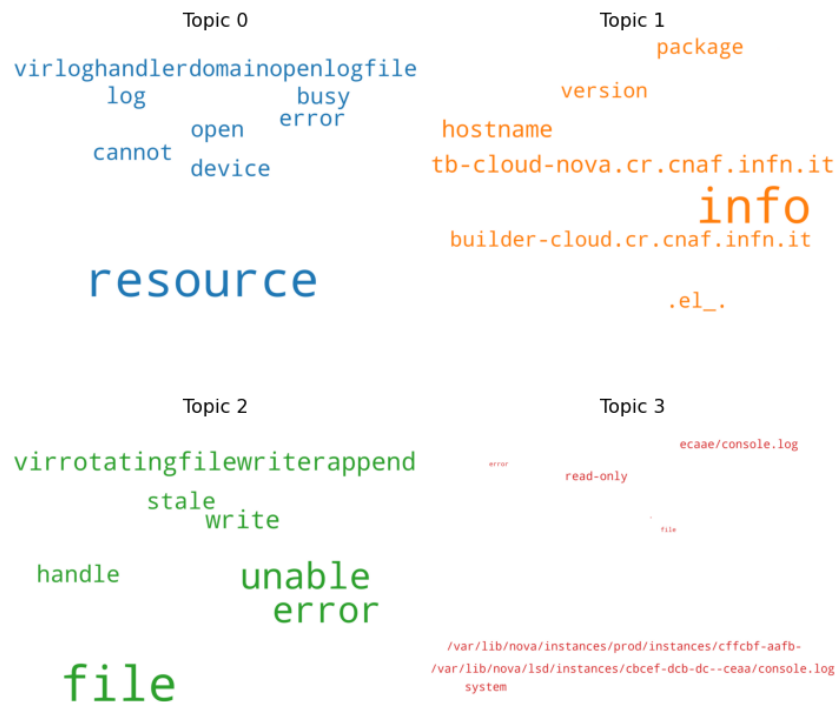 Topic 0
virloghandlerdomainopenlogfile
log
busy
error
open
cannot
device
resource
Topic 1
package
version
hostname
tb-cloud-nova.cr.cnaf.infn.it
info
builder-cloud.cr.cnaf.infn.it
.el_.
Topic 2
virrotatingfilewriterappend
stale
write
handle
unable
error
file
Topic 3
ecaae/console.log
error
read-only
file
/var/lib/nova/instances/prod/instances/cffcbf-aafb-
/var/lib/nova/lsd/instances/cbcef-dcb-dc--ceaa/console.log
system